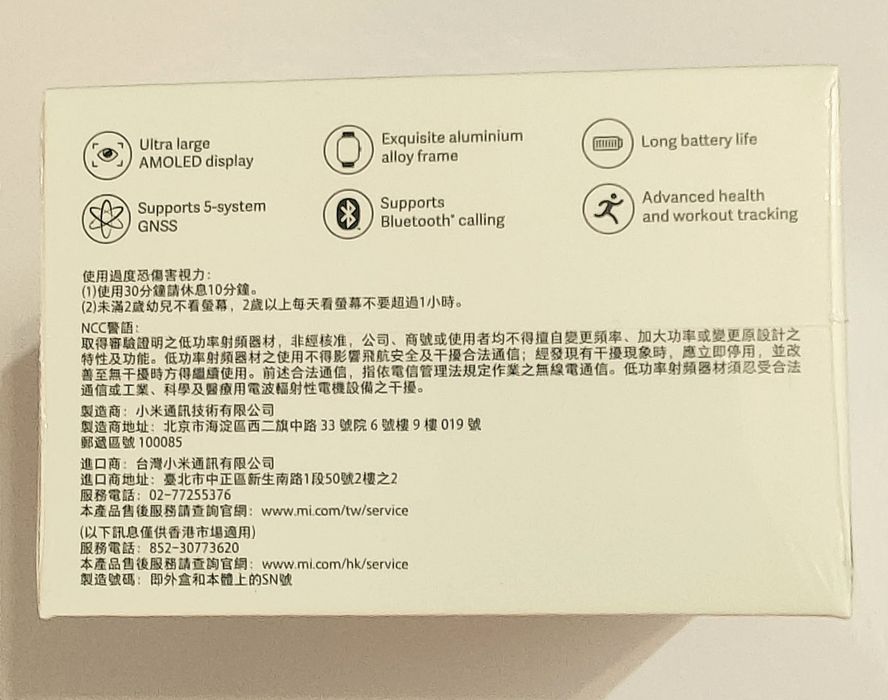 Ultra large
AMOLED display
Exquisite aluminium
alloy frame
Long battery life
Supports 5-system
GNSS
Supports
Bluetooth® calling
Advanced health
and workout tracking
使用過度恐傷害視力：
(1)使用30分鐘請休息10分鐘。
(2)未滿2歲幼兒不看螢幕，2歲以上每天看螢幕不要超過1小時。
NCC警語：
取得審驗證明之低功率射頻器材，非經核准，公司、商號或使用者均不得擅自變更頻率、加大功率或變更原設計之
特性及功能。低功率射頻器材之使用不得影響飛航安全及干擾合法通信；經發現有干擾現象時，應立即停用，並改
善至無干擾時方得繼續使用。前述合法通信，指依電信管理法規定作業之無線電通信。低功率射頻器材須忍受合法
通信或工業、科學及醫療用電波輻射性電機設備之干擾。
製造商：小米通訊技術有限公司
製造商地址：北京市海淀區西二旗中路 33 號院 6 號樓 9 樓 019 號
郵遞區號 100085
進口商：台灣小米通訊有限公司
進口商地址：臺北市中正區新生南路1段50號2樓之2
服務電話：02-77255376
本產品售後服務請查詢官網：www.mi.com/tw/service
(以下訊息僅供香港市場適用)
服務電話：852-30773620
本產品售後服務請查詢官網：www.mi.com/hk/service
製造號碼：即外盒和本體上的SN號